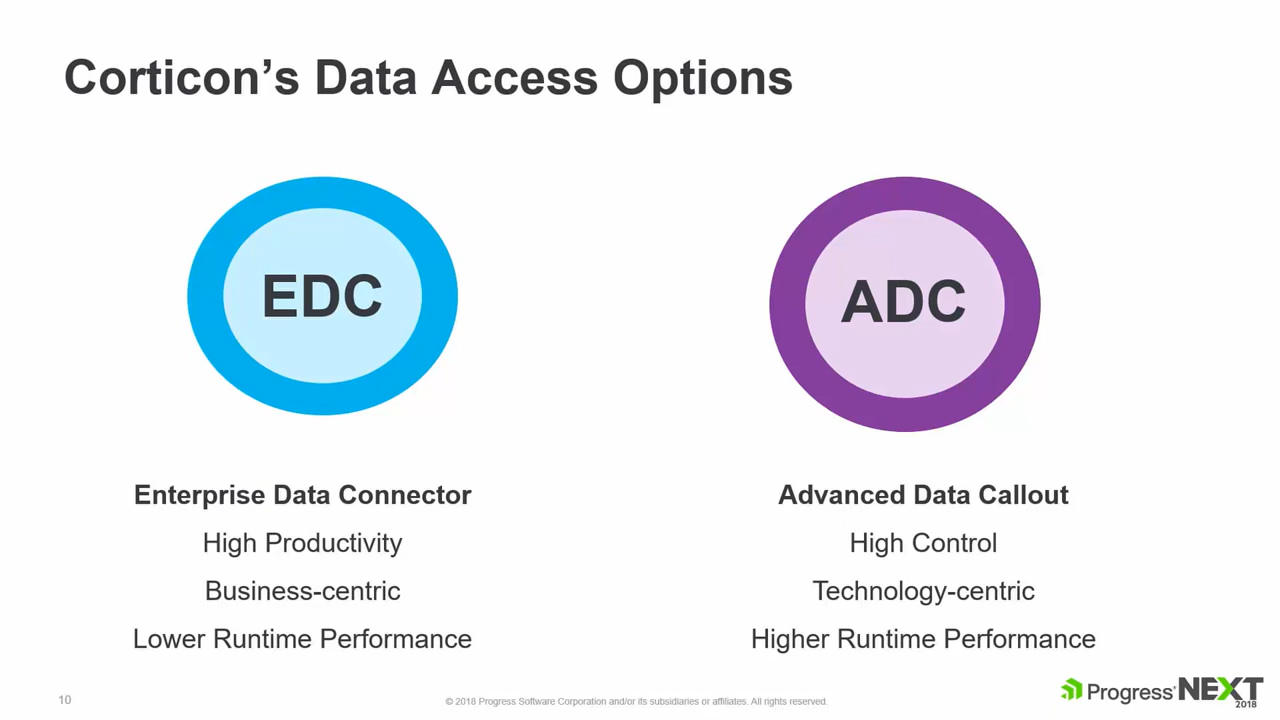 Corticon’s Data Access Options
EDC
Enterprise Data Connector
High Productivity
Business-centric
Lower Runtime Performance
ADC
Advanced Data Callout
High Control
Technology-centric
Higher Runtime Performance
10
© 2018 Progress Software Corporation and/or its subsidiaries or affiliates. All rights reserved.
Progress® NEXT
2018